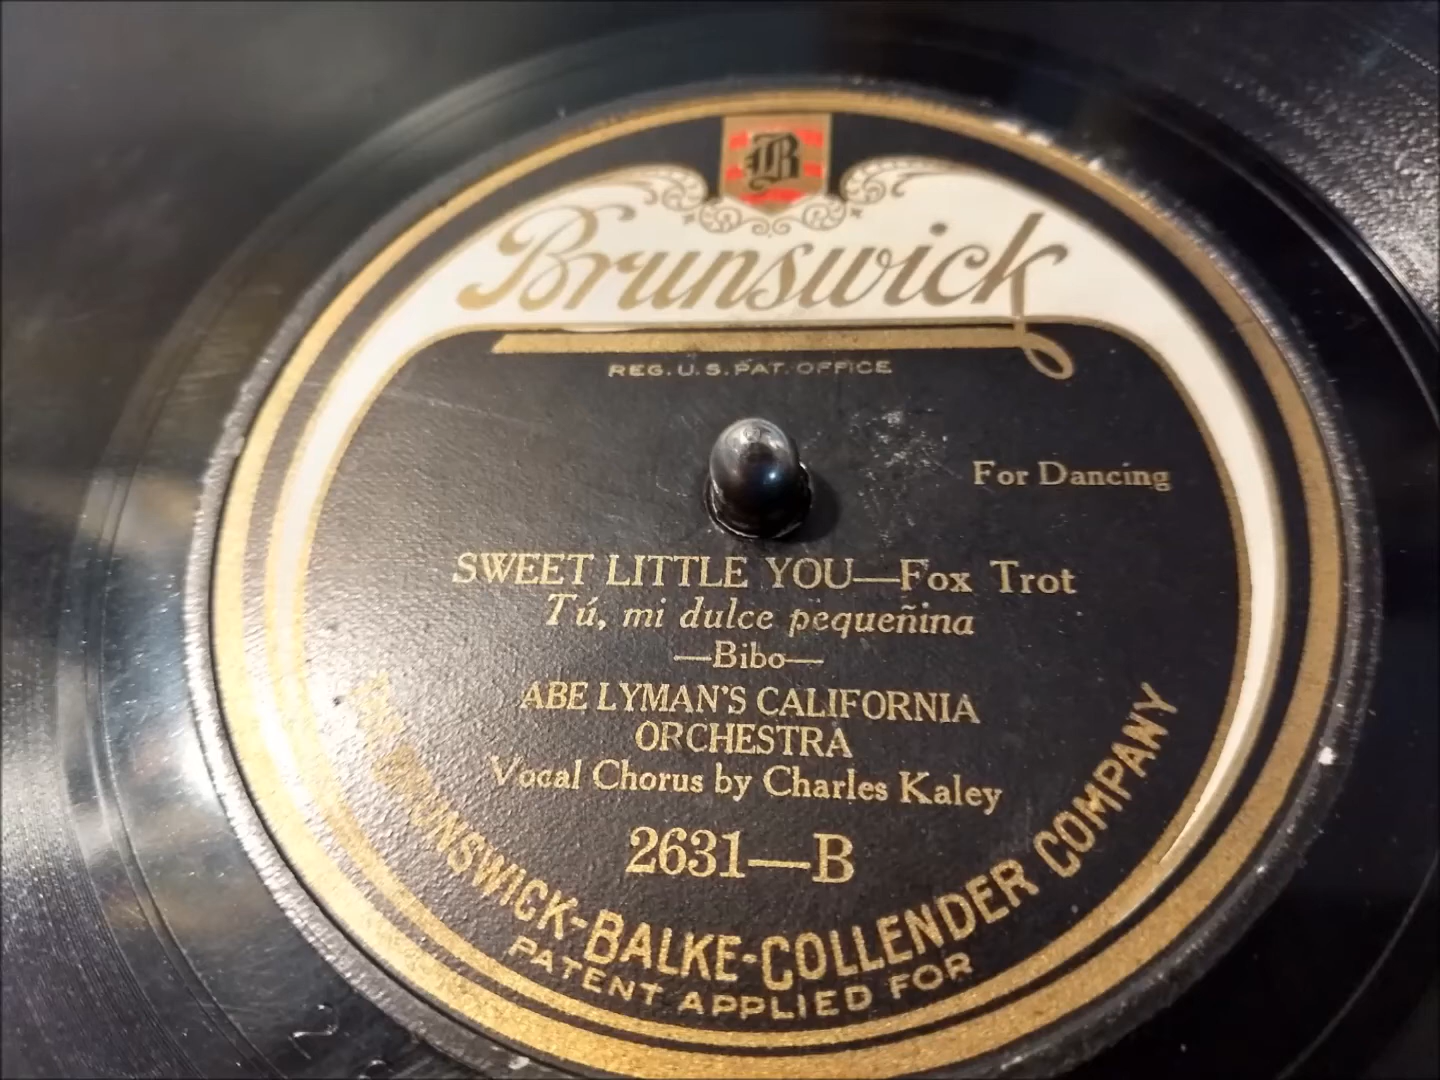 B
Brunswick
REG. U.S. PAT. OFFICE
For Dancing
SWEET LITTLE YOU—Fox Trot
Tú, mi dulce pequeñina
—Bibo—
ABE LYMAN'S CALIFORNIA
ORCHESTRA
Vocal Chorus by Charles Kaley
2631—B
THE BRUNSWICK-BALKE-COLLENDER COMPANY
PATENT APPLIED FOR